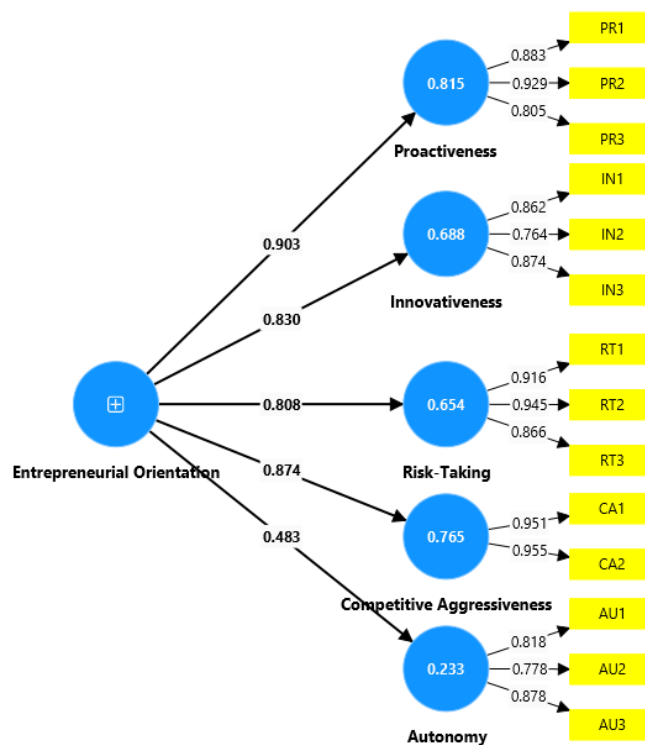 PR1
0.883
0.815
0.929
PR2
0.805
PR3
Proactiveness
IN1
0.862
0.903
0.688
0.764
IN2
0.874
IN3
Innovativeness
0.830
RT1
0.916
0.808
0.654
0.945
RT2
0.866
RT3
Entrepreneurial Orientation
Risk-Taking
0.874
CA1
0.951
0.765
0.955
CA2
0.483
Competitive Aggressiveness
AU1
0.818
0.233
0.778
AU2
0.878
AU3
Autonomy